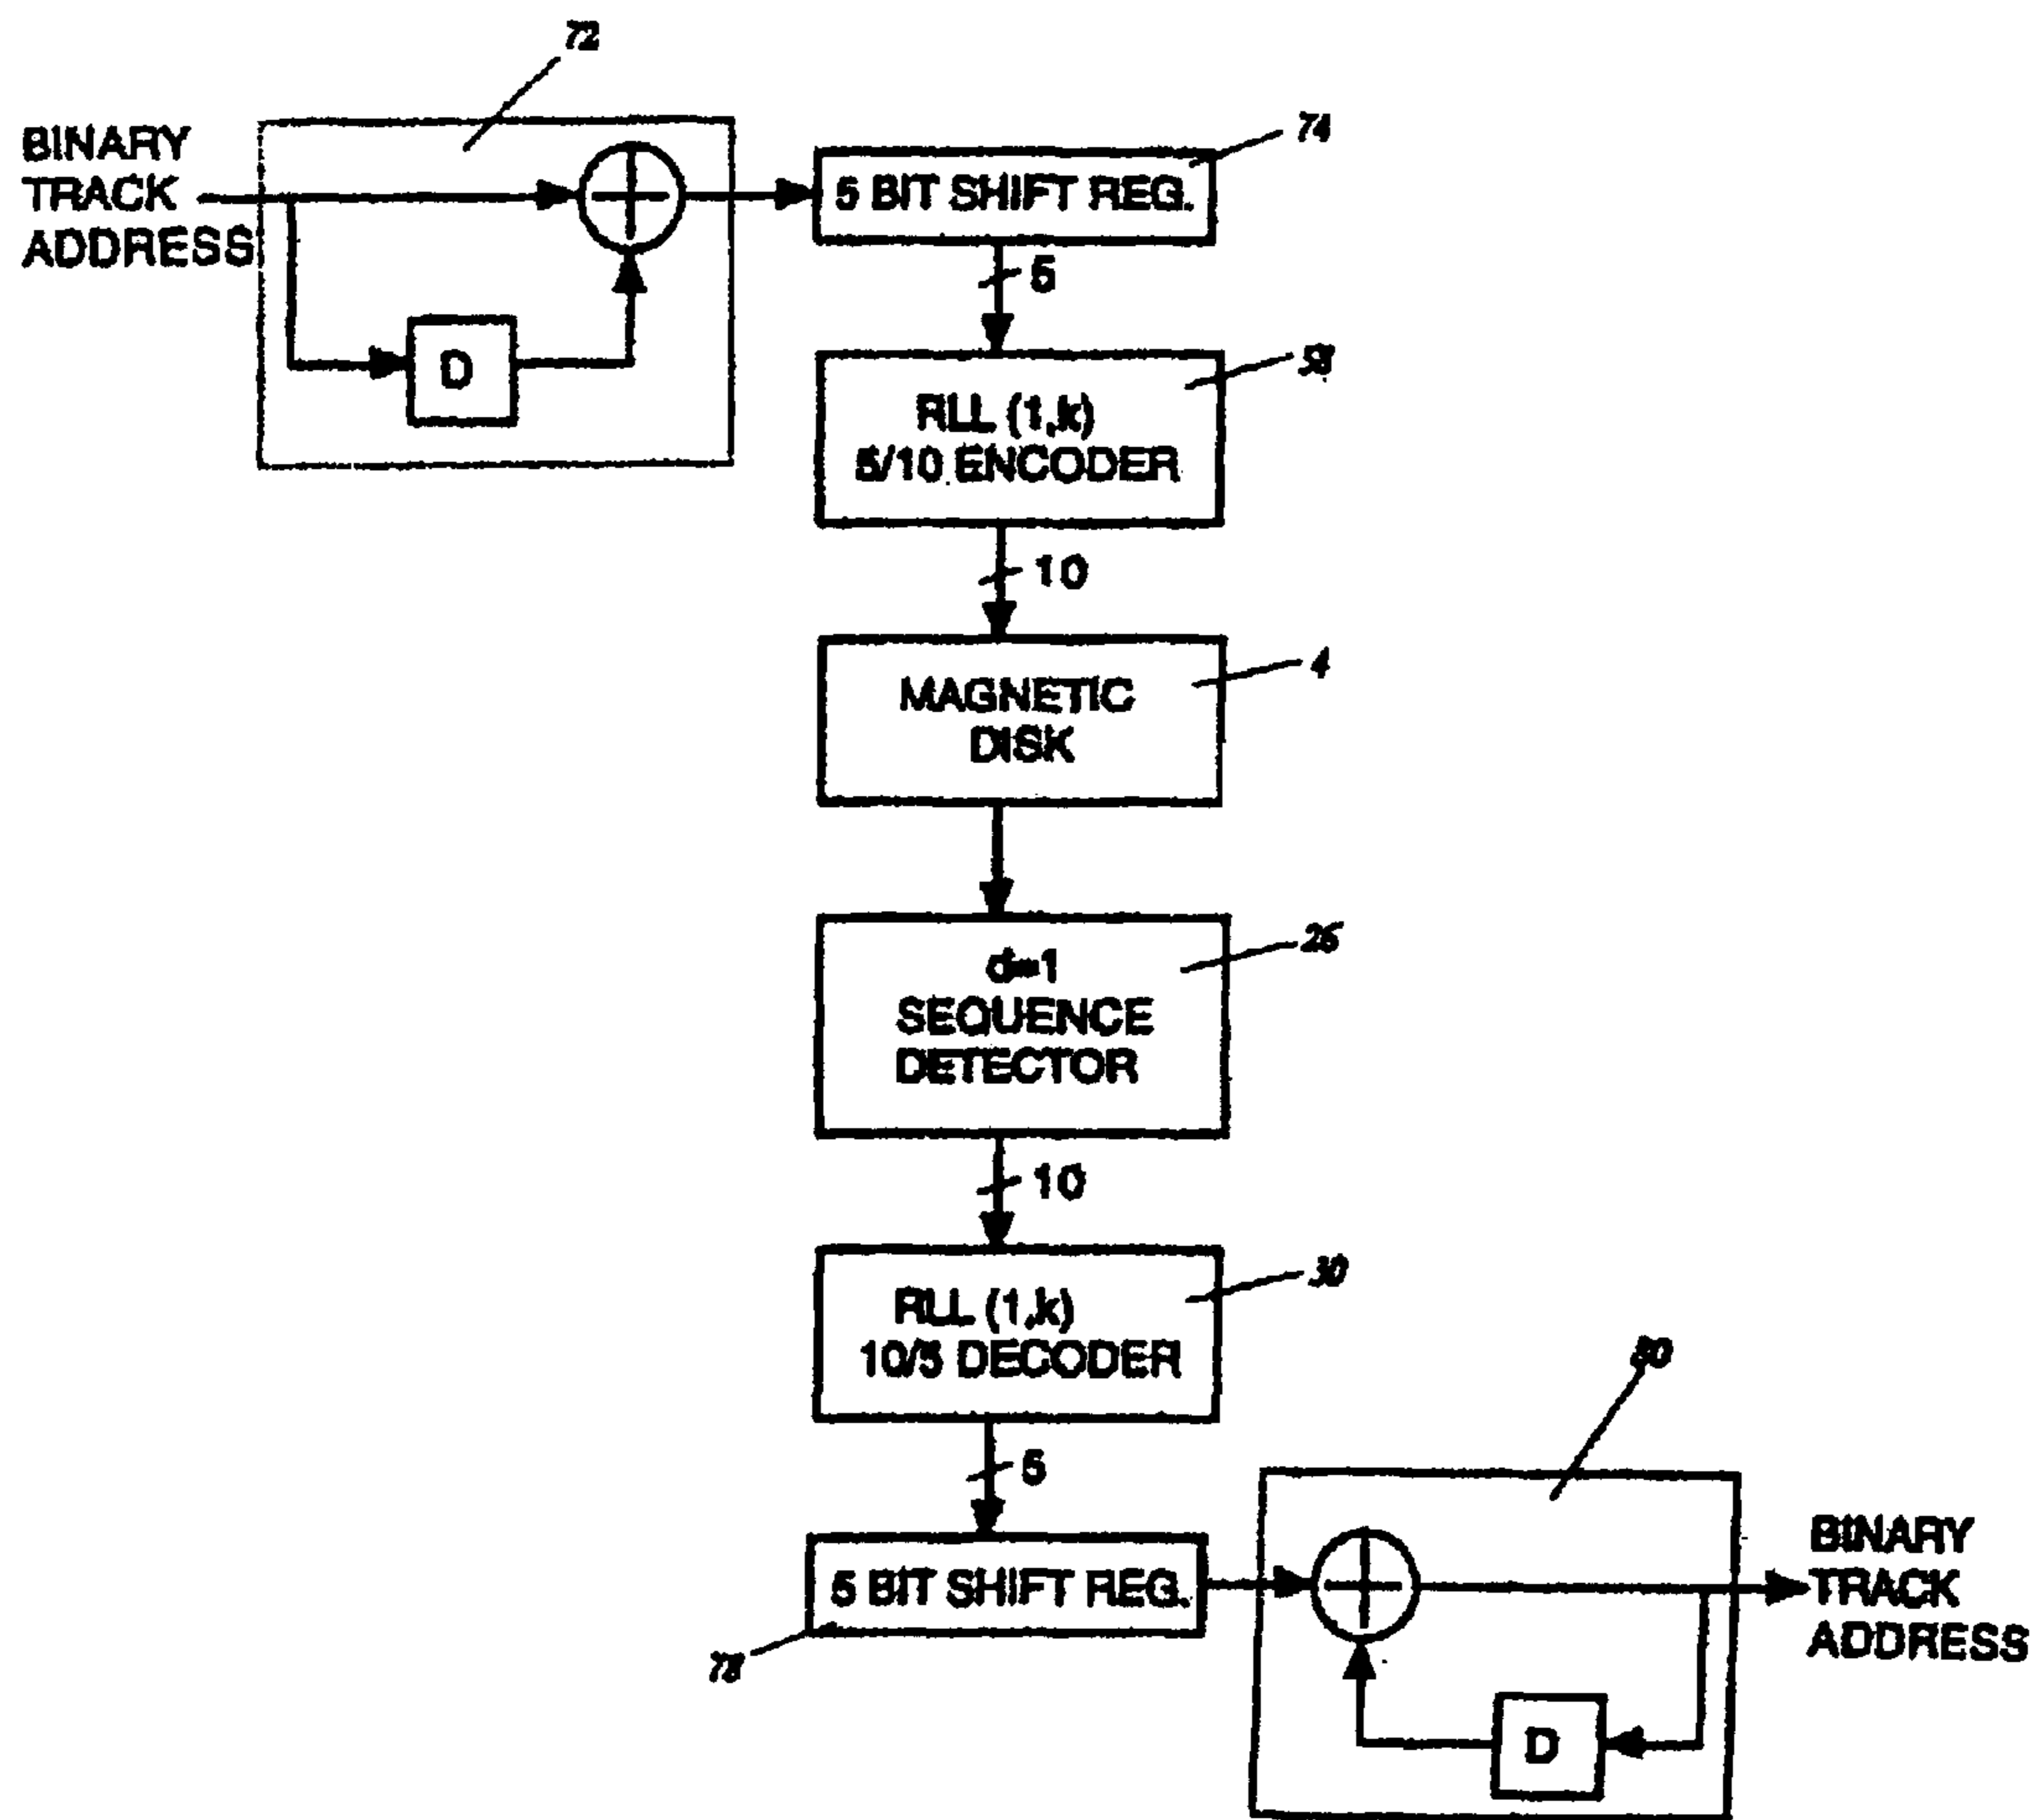 72
BINARY
TRACK
ADDRESS
74
5 BIT SHIFT REG.
D
5
RLL (1,k)
5/10 ENCODER
10
MAGNETIC
DISK
4
d=1
SEQUENCE
DETECTOR
10
RLL (1,k)
10/5 DECODER
30
5
80
5 BIT SHIFT REG.
BINARY
TRACK
ADDRESS
D